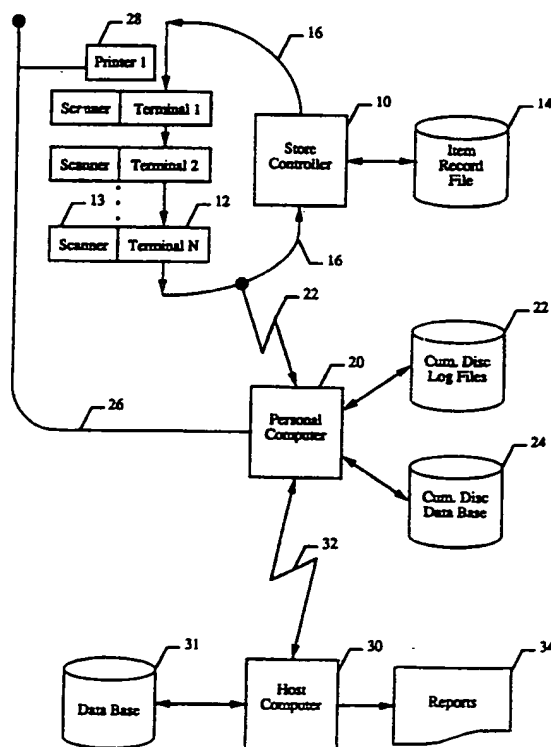 28
16
Printer 1
10
14
Scanner Terminal 1
Store
Controller
Item
Record
File
Scanner Terminal 2
13
12
Scanner Terminal N
16
22
22
20
Cum. Disc
Log Files
Personal
Computer
26
24
Cum. Disc
Data Base
32
31
30
34
Host
Computer
Reports
Data Base